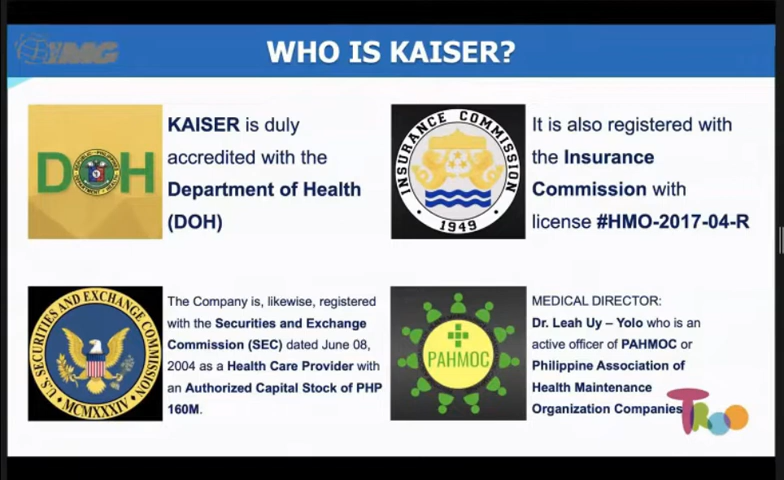 IMG
WHO IS KAISER?
DOH
KAISER is duly
accredited with the
Department of Health
(DOH)
INSURANCE COMMISSION
1949
It is also registered with
the Insurance
Commission with
license #HMO-2017-04-R
U.S. SECURITIES AND EXCHANGE COMMISSION
MCMXXXIV
The Company is, likewise, registered
with the Securities and Exchange
Commission (SEC) dated June 08,
2004 as a Health Care Provider with
an Authorized Capital Stock of PHP
160M.
PAHMOC
MEDICAL DIRECTOR:
Dr. Leah Uy – Yolo who is an
active officer of PAHMOC or
Philippine Association of
Health Maintenance
Organization Companies
Troo